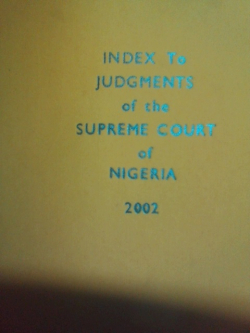 INDEX To
JUDGMENTS
of the
SUPREME COURT
of
NIGERIA
2002